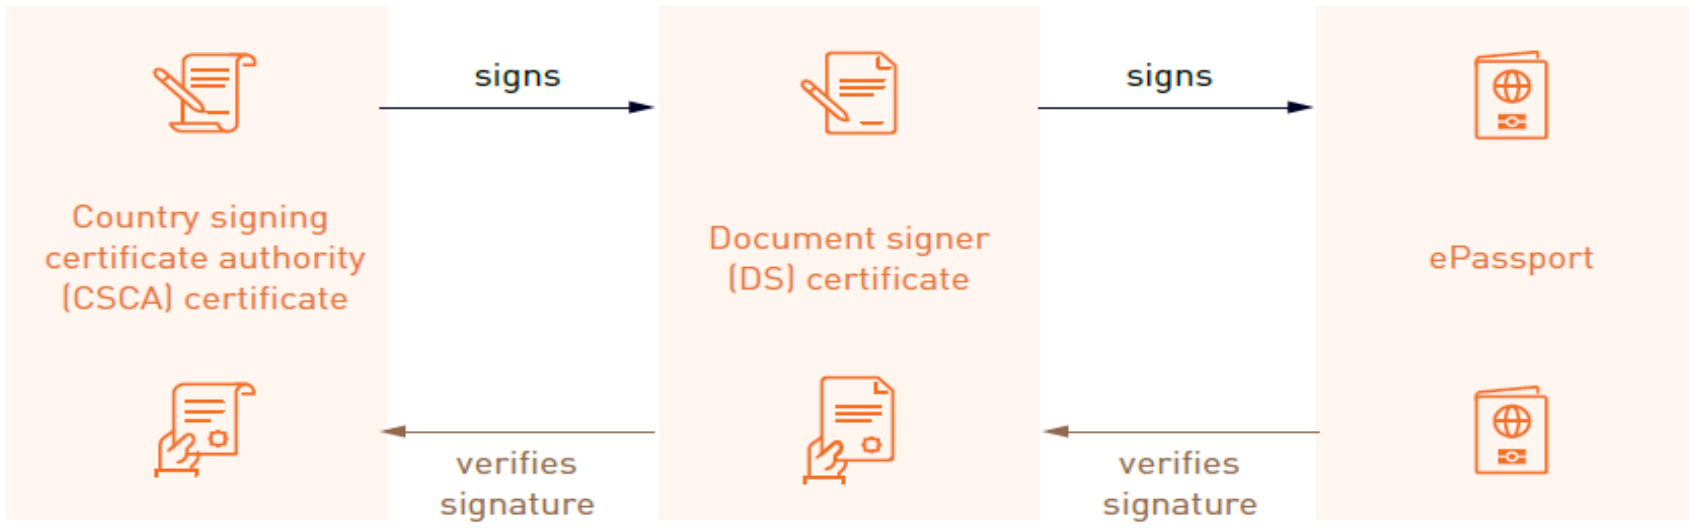 signs
signs
Country signing
certificate authority
(CSCA) certificate
Document signer
(DS) certificate
ePassport
verifies
signature
verifies
signature